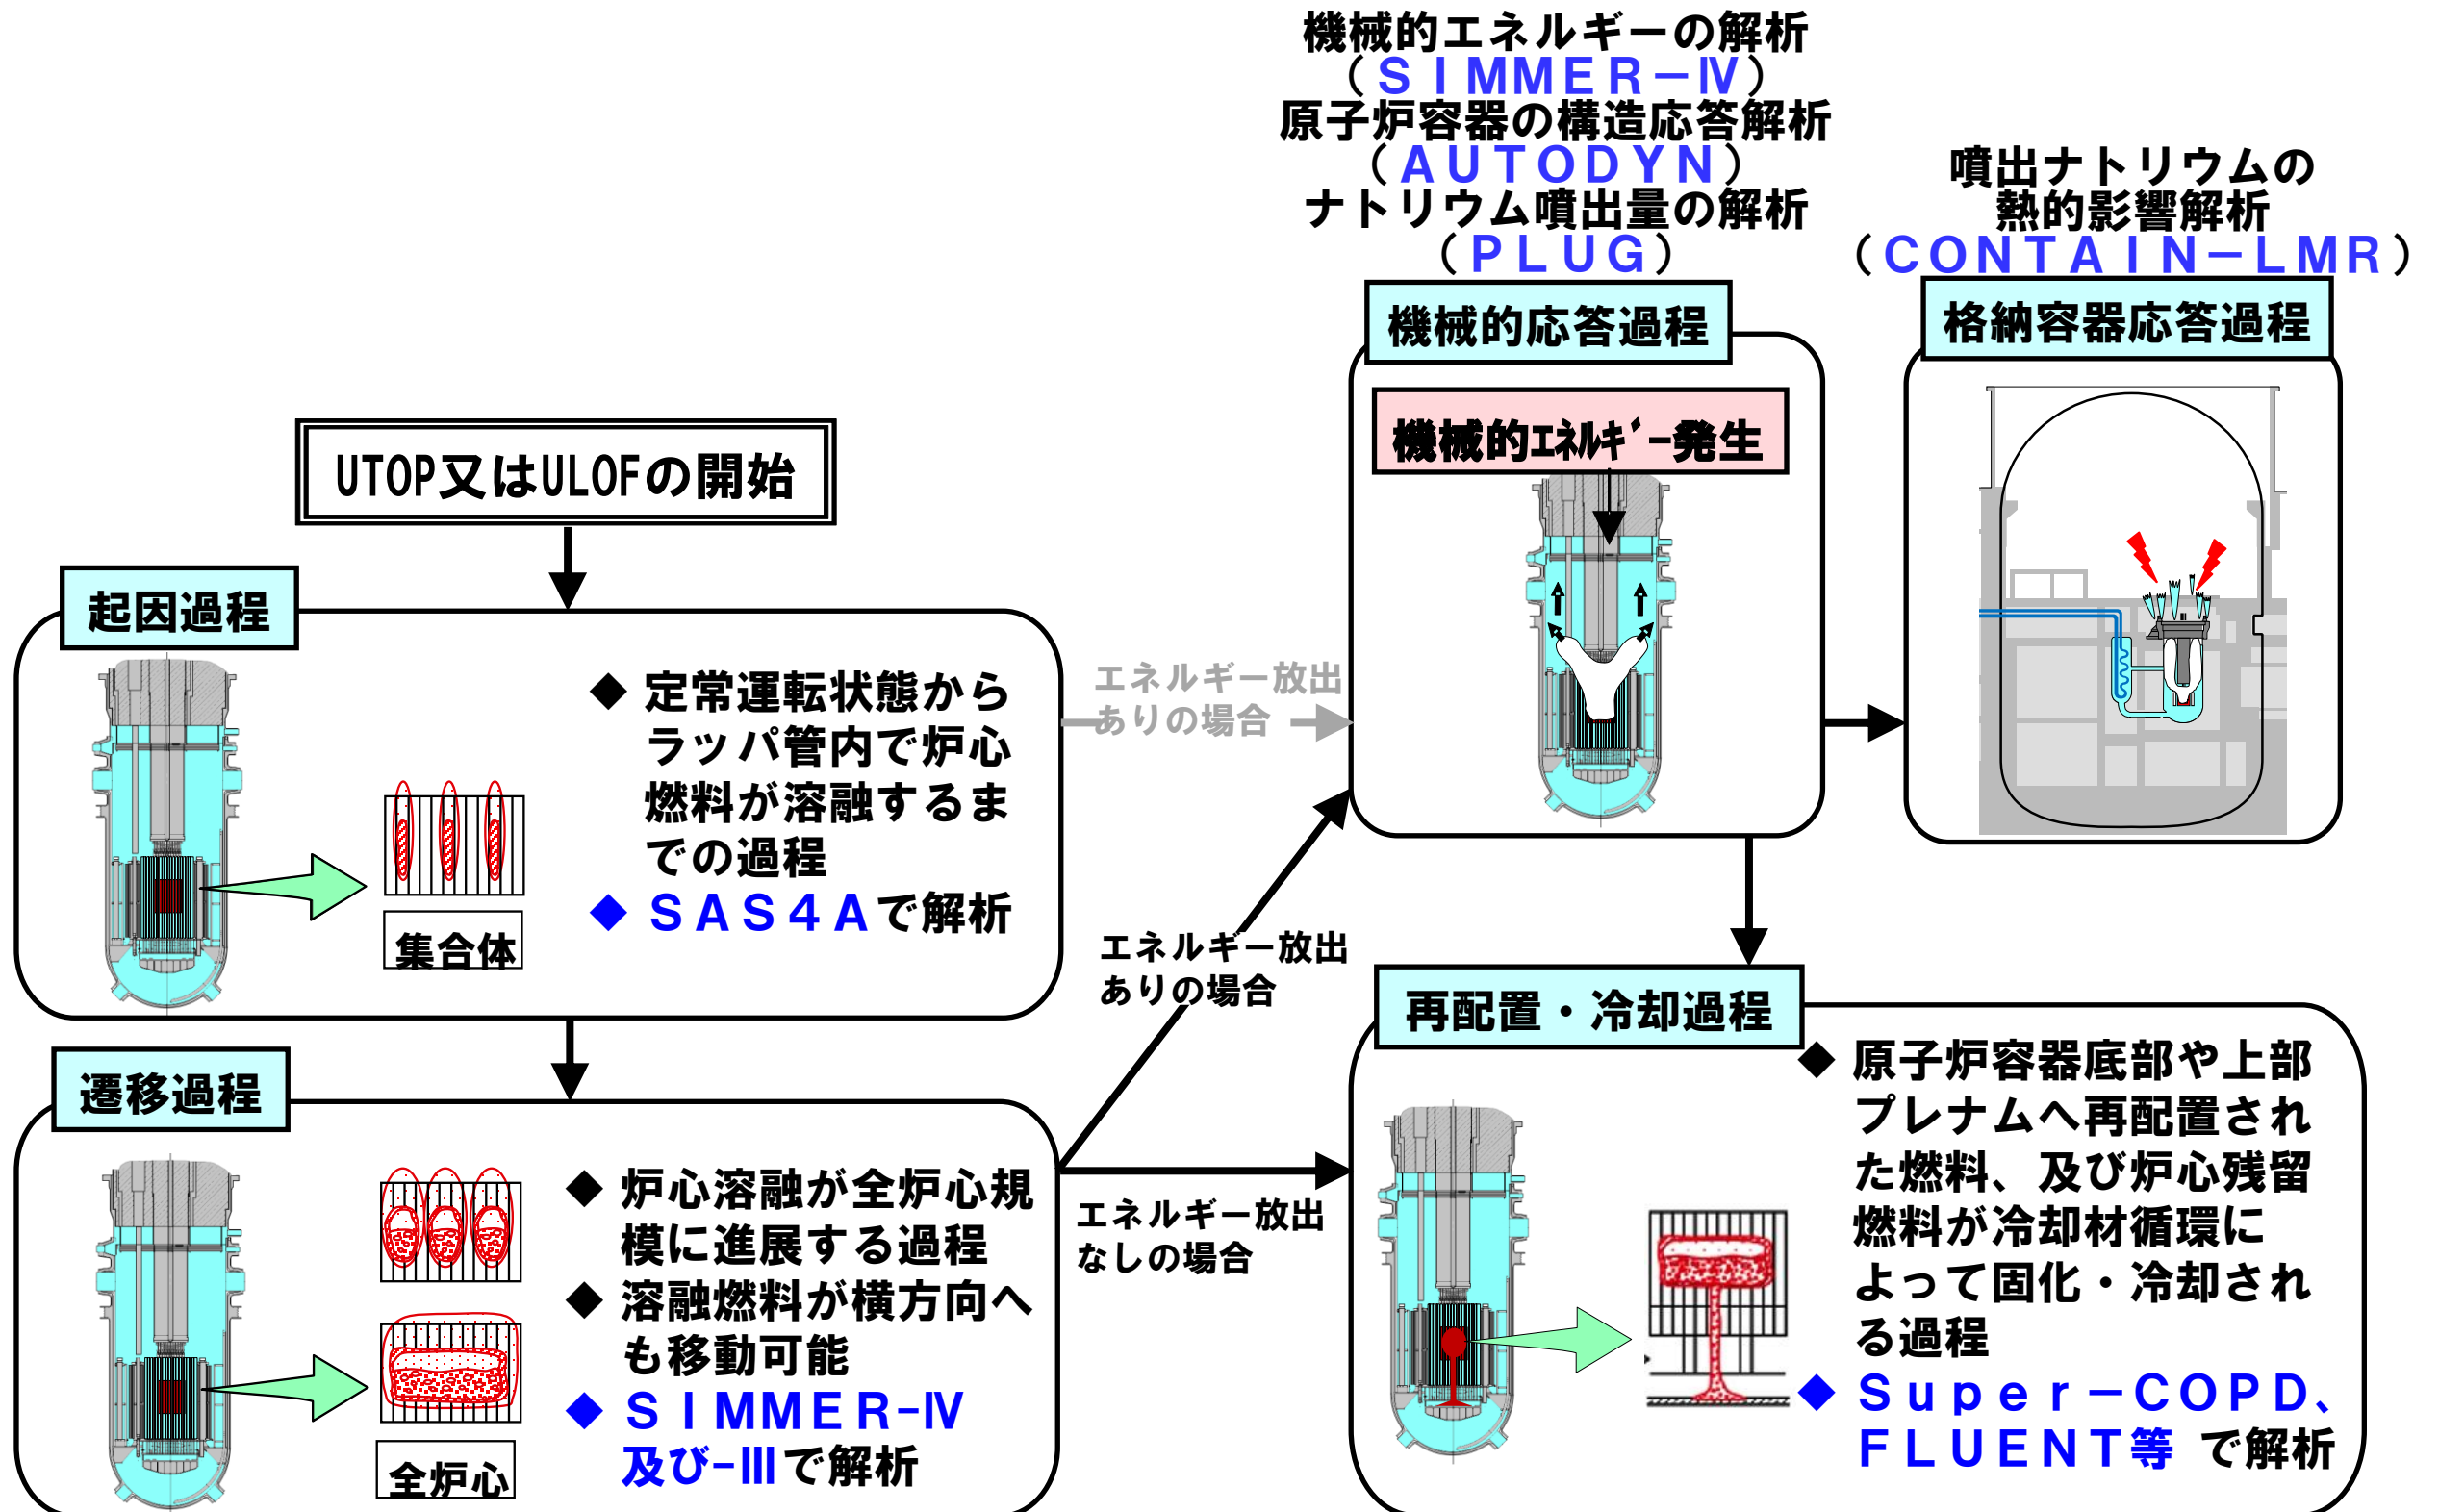 機械的エネルギーの解析
（ＳＩＭＭＥＲ－Ⅳ）
原子炉容器の構造応答解析
（ＡＵＴＯＤＹＮ）
ナトリウム噴出量の解析
（ＰＬＵＧ）
噴出ナトリウムの
熱的影響解析
（ＣＯＮＴＡＩＮ－ＬＭＲ）
機械的応答過程
格納容器応答過程
機械的ｴﾈﾙｷﾞｰ発生
UTOP又はULOFの開始
起因過程
◆ 定常運転状態から
ラッパ管内で炉心
燃料が溶融するま
での過程
◆ ＳＡＳ４Ａで解析
集合体
エネルギー放出
ありの場合
エネルギー放出
ありの場合
遷移過程
◆ 炉心溶融が全炉心規
模に進展する過程
◆ 溶融燃料が横方向へ
も移動可能
◆ ＳＩＭＭＥＲ-Ⅳ
及び-Ⅲで解析
全炉心
エネルギー放出
なしの場合
再配置・冷却過程
◆ 原子炉容器底部や上部
プレナムへ再配置され
た燃料、及び炉心残留
燃料が冷却材循環に
よって固化・冷却され
る過程
◆ Ｓｕｐｅｒ－ＣＯＰＤ、
ＦＬＵＥＮＴ等 で解析